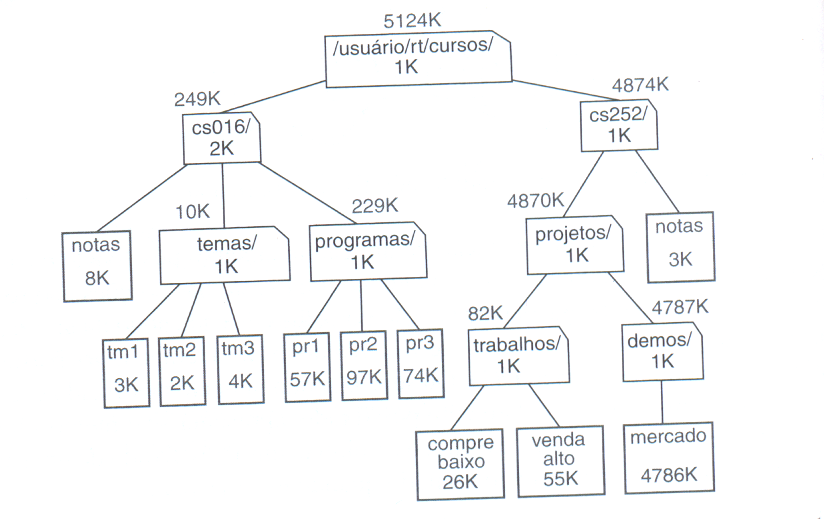 5124K
/usuário/rt/cursos/
1K
249K
cs016/
2K
4874K
cs252/
1K
notas
8K
10K
temas/
1K
229K
programas/
1K
4870K
projetos/
1K
notas
3K
tm1
3K
tm2
2K
tm3
4K
pr1
57K
pr2
97K
pr3
74K
82K
trabalhos/
1K
4787K
demos/
1K
compre
baixo
26K
venda
alto
55K
mercado
4786K